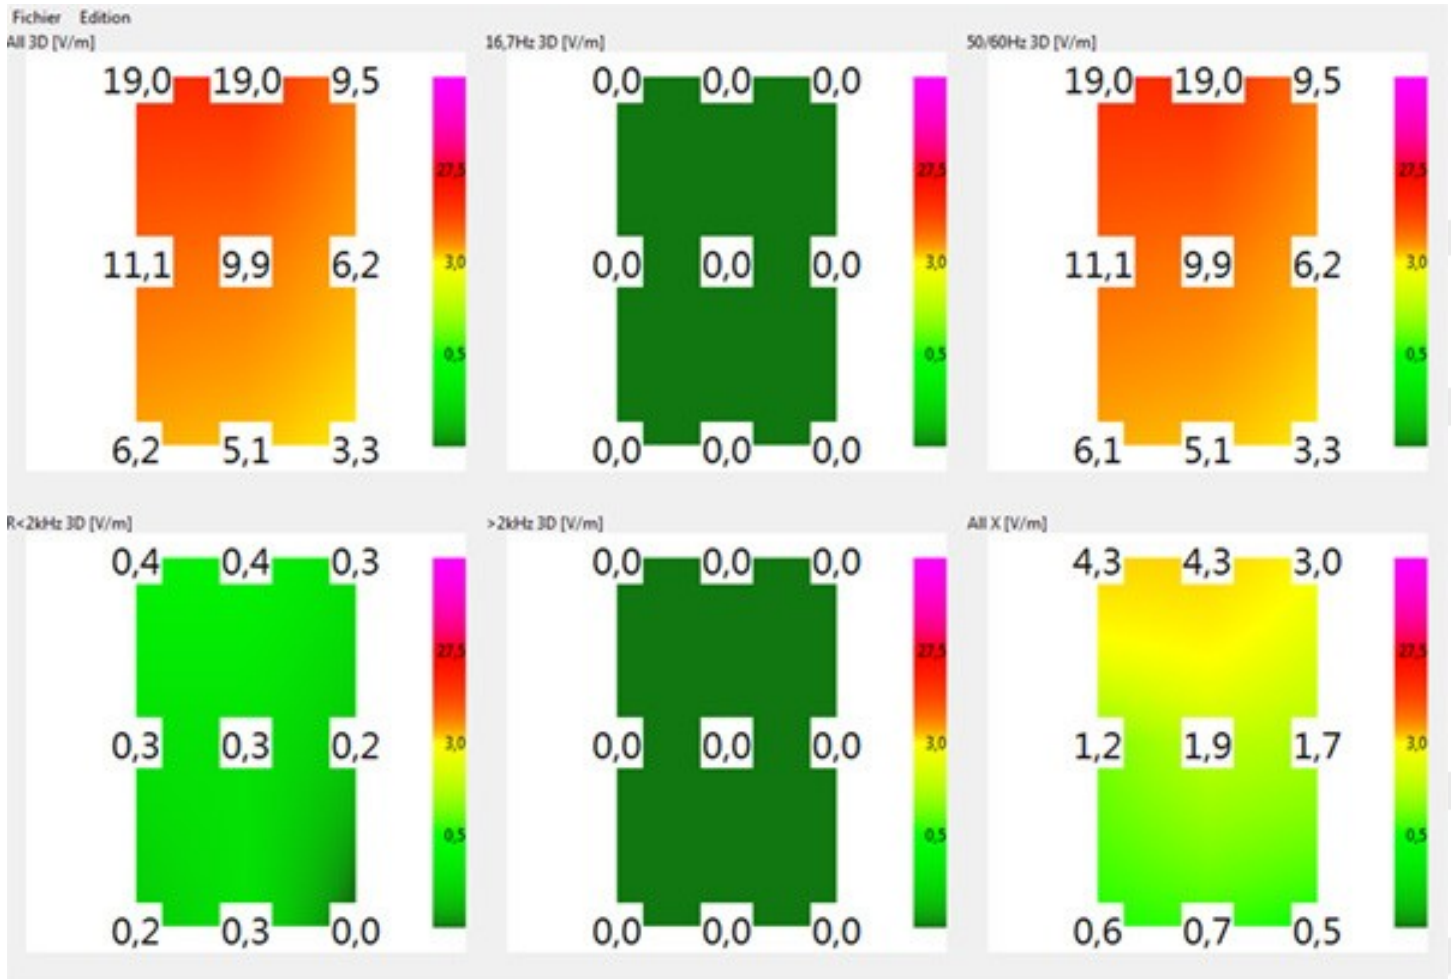 Fichier Edition
All 3D [V/m]
19,0 19,0 9,5
27,5
11,1 9,9 6,2
3,0
0,5
6,2 5,1 3,3
16,7Hz 3D [V/m]
0,0 0,0 0,0
27,5
0,0 0,0 0,0
3,0
0,5
0,0 0,0 0,0
50/60Hz 3D [V/m]
19,0 19,0 9,5
27,5
11,1 9,9 6,2
3,0
0,5
6,1 5,1 3,3
R<2kHz 3D [V/m]
0,4 0,4 0,3
27,5
0,3 0,3 0,2
3,0
0,5
0,2 0,3 0,0
>2kHz 3D [V/m]
0,0 0,0 0,0
27,5
0,0 0,0 0,0
3,0
0,5
0,0 0,0 0,0
All X [V/m]
4,3 4,3 3,0
27,5
1,2 1,9 1,7
3,0
0,5
0,6 0,7 0,5